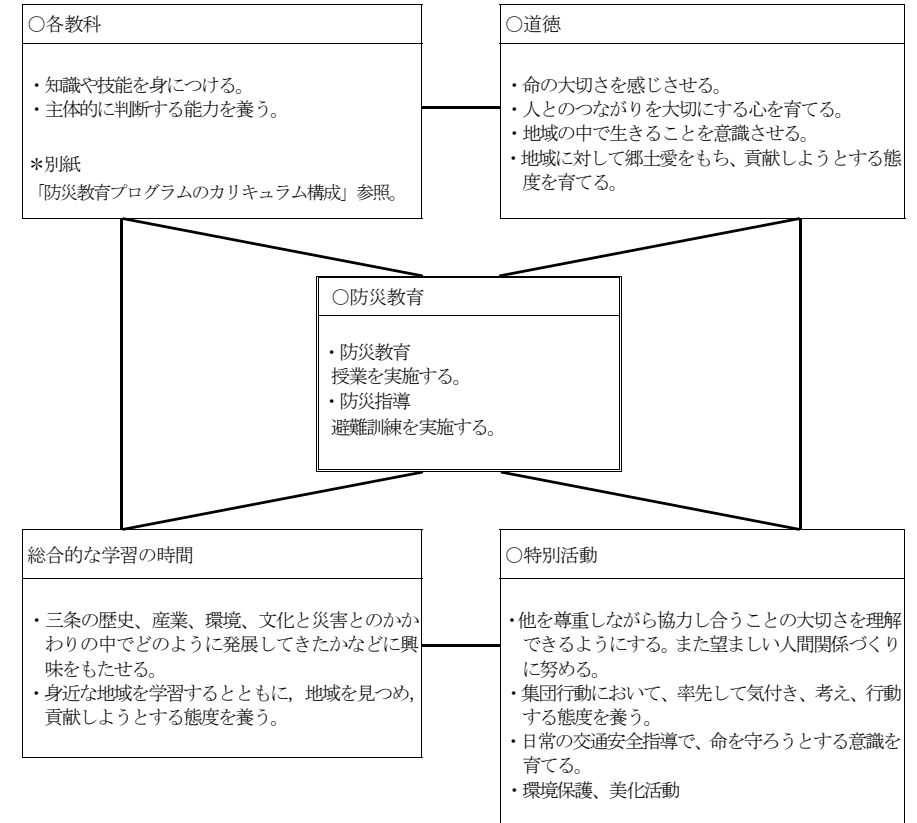 ○各教科
・知識や技能を身につける。
・主体的に判断する能力を養う。
＊別紙
「防災教育プログラムのカリキュラム構成」参照。
○道徳
・命の大切さを感じさせる。
・人とのつながりを大切にする心を育てる。
・地域の中で生きることを意識させる。
・地域に対して郷土愛をもち、貢献しようとする態
度を育てる。
○防災教育
・防災教育
授業を実施する。
・防災指導
避難訓練を実施する。
総合的な学習の時間
・三条の歴史、産業、環境、文化と災害とのかか
わりの中でどのように発展してきたかなどに興
味をもたせる。
・身近な地域を学習するとともに，地域を見つめ，
貢献しようとする態度を養う。
○特別活動
・他を尊重しながら協力し合うことの大切さを理解
できるようにする。また望ましい人間関係づくり
に努める。
・集団行動において、率先して気付き、考え、行動
する態度を養う。
・日常の交通安全指導で、命を守ろうとする意識を
育てる。
・環境保護、美化活動